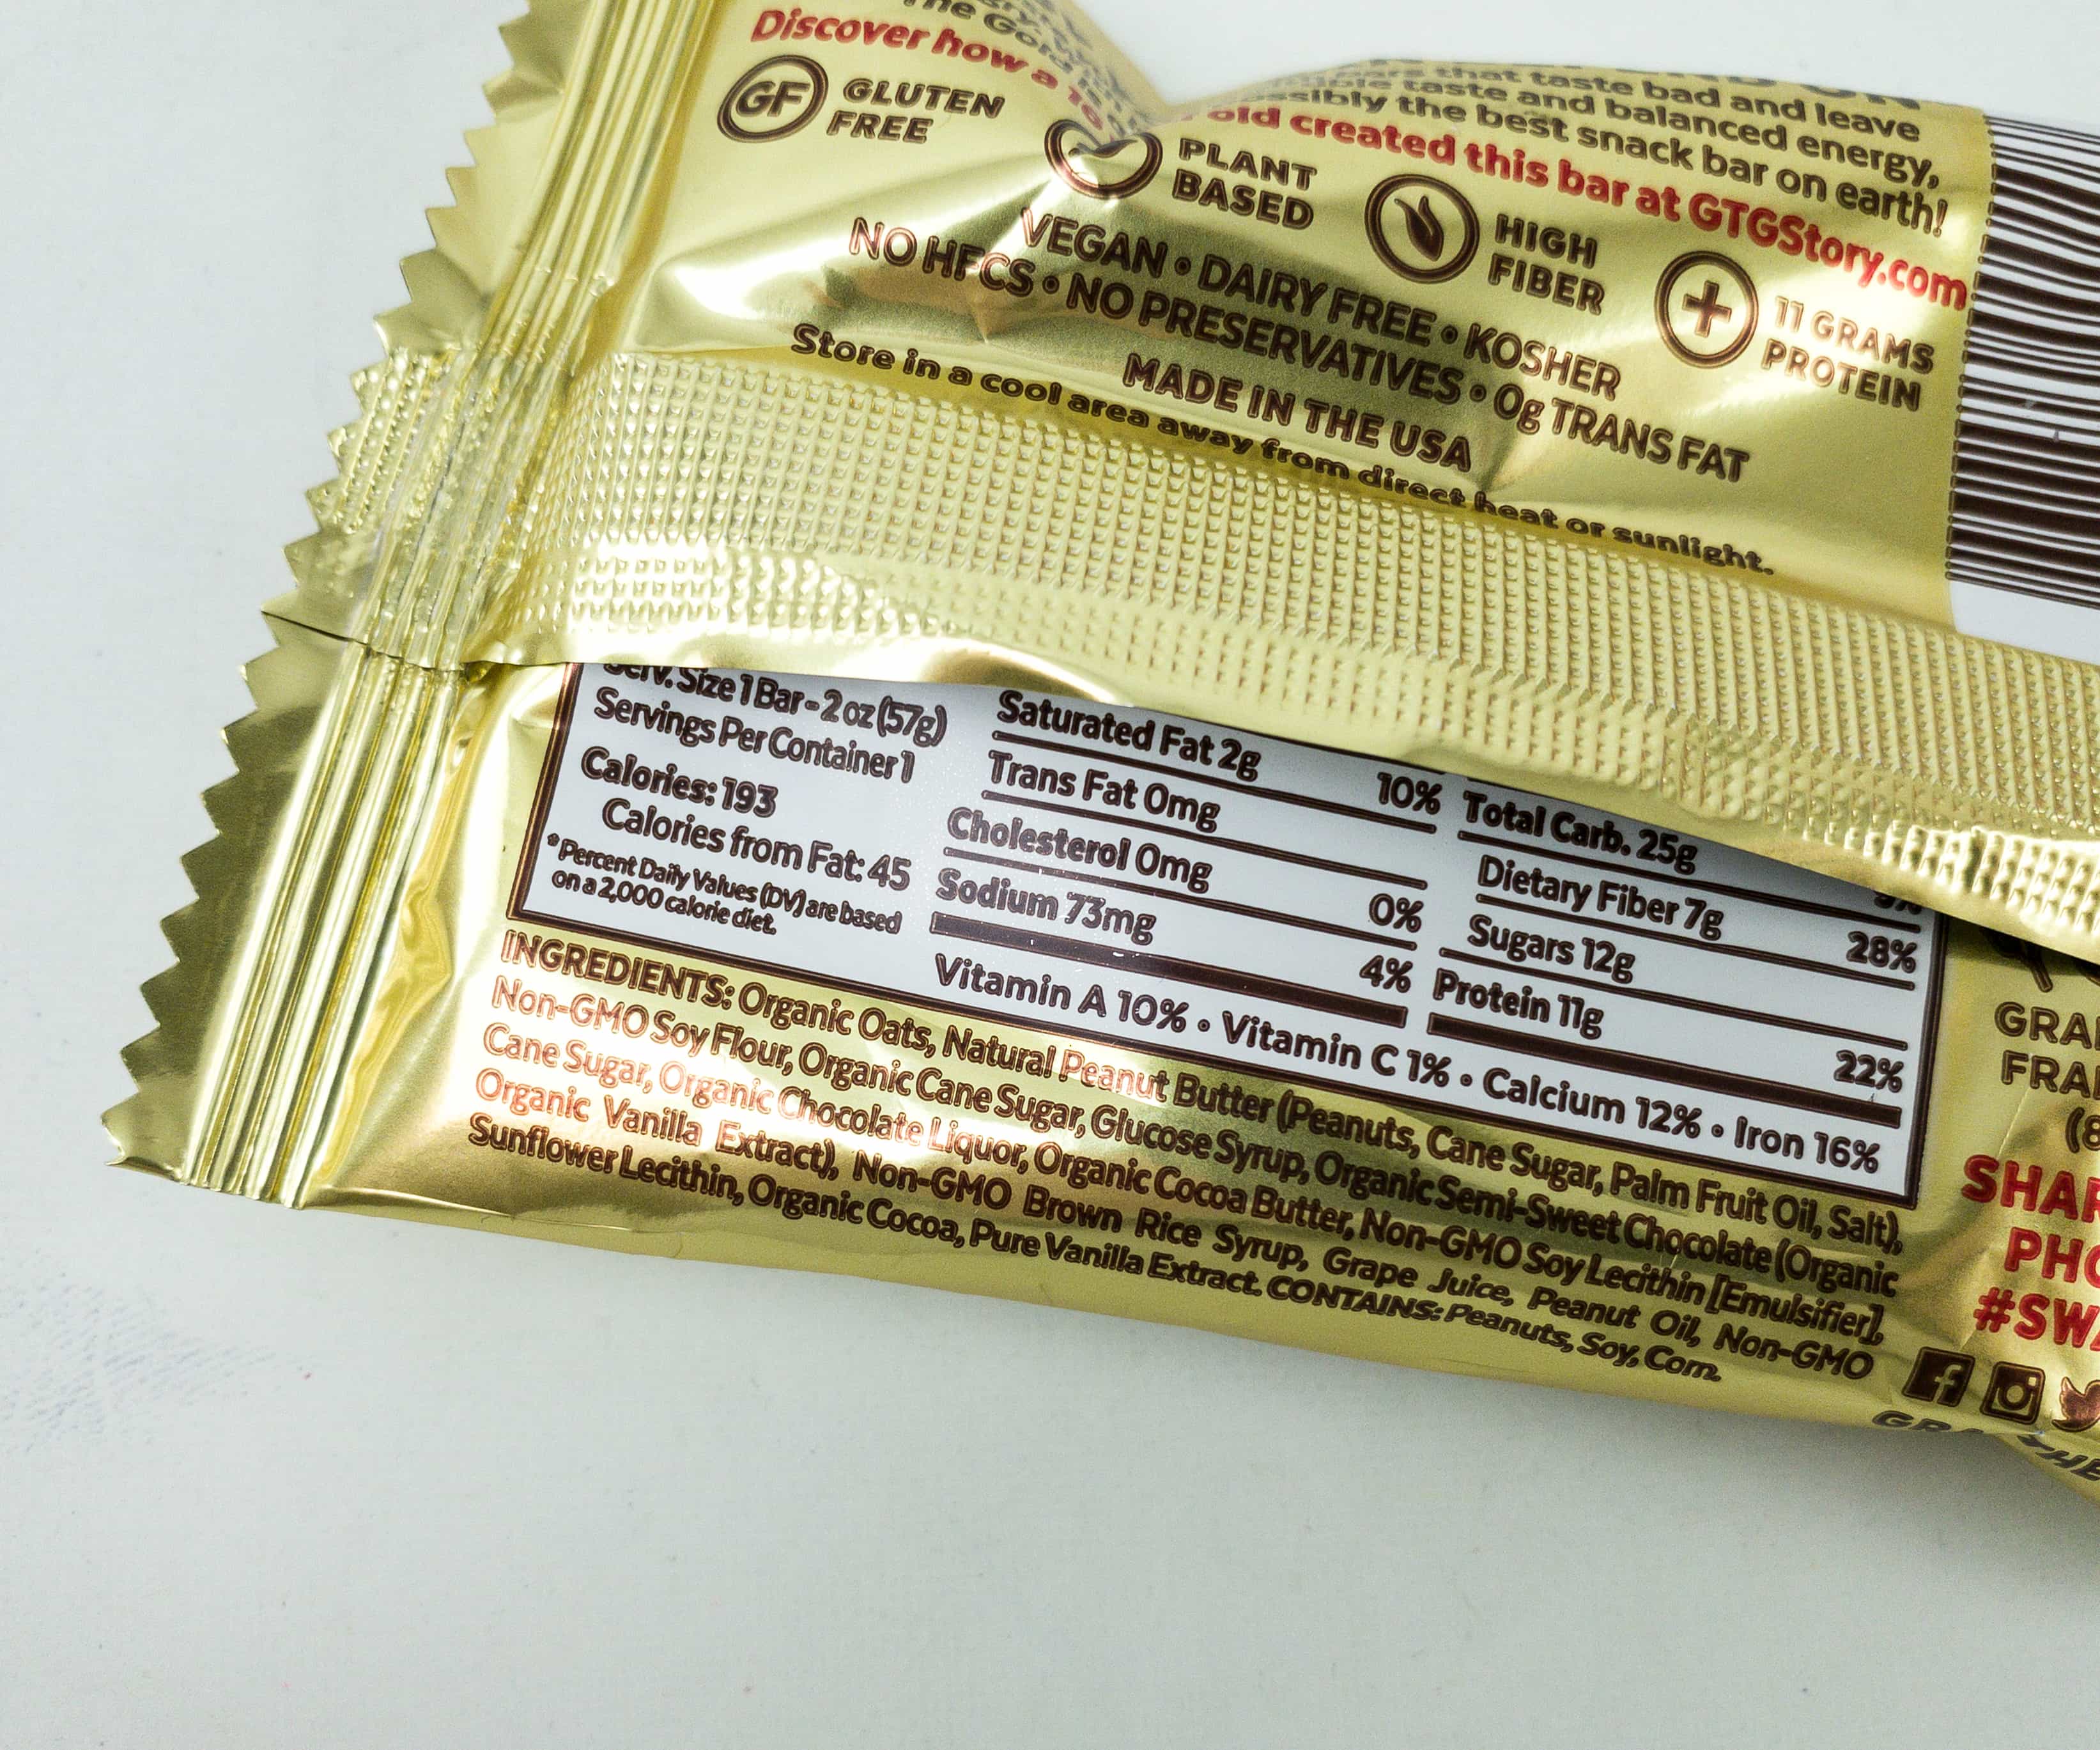 The Go
Discover how a
that taste bad and leave
taste and balanced energy,
the best snack bar on earth!
created this bar at GTGStory.com
GF GLUTEN
FREE
PLANT
BASED
HIGH
FIBER
11 GRAMS
PROTEIN
VEGAN • DAIRY FREE • KOSHER
NO HFCS • NO PRESERVATIVES • 0g TRANS FAT
MADE IN THE USA
Store in a cool area away from direct heat or sunlight.
Serv. Size 1 Bar - 2 oz (57g)
Servings Per Container 1
Calories: 193
Calories from Fat: 45
*Percent Daily Values (DV) are based
on a 2,000 calorie diet.
Saturated Fat 2g 10%
Trans Fat 0mg
Cholesterol 0mg 0%
Sodium 73mg 4%
Total Carb. 25g
Dietary Fiber 7g 28%
Sugars 12g
Protein 11g 22%
Vitamin A 10% • Vitamin C 1% • Calcium 12% • Iron 16%
INGREDIENTS: Organic Oats, Natural Peanut Butter (Peanuts, Cane Sugar, Palm Fruit Oil, Salt),
Non-GMO Soy Flour, Organic Cane Sugar, Glucose Syrup, Organic Semi-Sweet Chocolate (Organic
Cane Sugar, Organic Chocolate Liquor, Organic Cocoa Butter, Non-GMO Soy Lecithin [Emulsifier],
Organic Vanilla Extract), Non-GMO Brown Rice Syrup, Grape Juice, Peanut Oil, Non-GMO
Sunflower Lecithin, Organic Cocoa, Pure Vanilla Extract. CONTAINS: Peanuts, Soy, Corn.
GRA
FRA
(8
SHAR
PHO
#SW